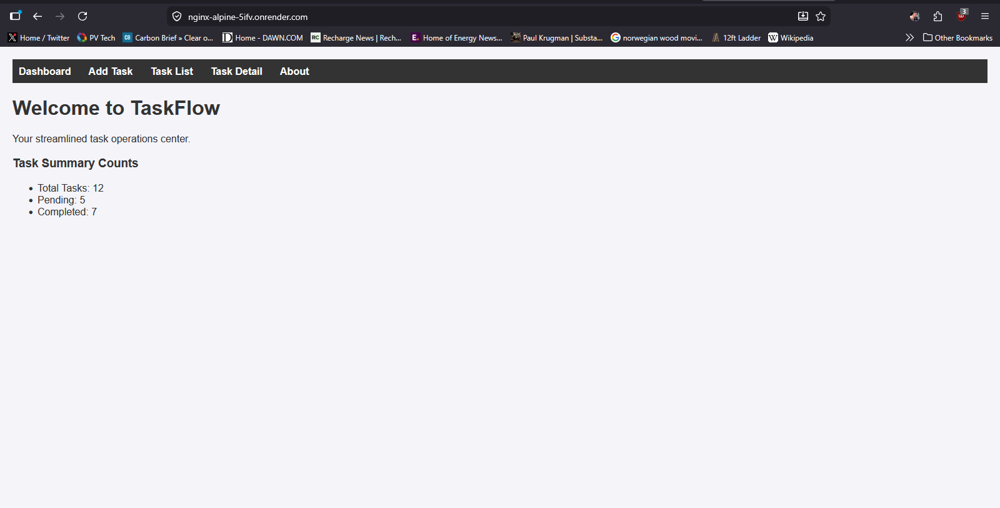 nginx-alpine-5ifv.onrender.com
3
Home / Twitter PV Tech CB Carbon Brief » Clear o... D Home - DAWN.COM RC Recharge News | Rech... E. Home of Energy News... Paul Krugman | Substa... G norwegian wood movi... 12ft Ladder W Wikipedia Other Bookmarks
Dashboard Add Task Task List Task Detail About
Welcome to TaskFlow
Your streamlined task operations center.
Task Summary Counts
• Total Tasks: 12
• Pending: 5
• Completed: 7